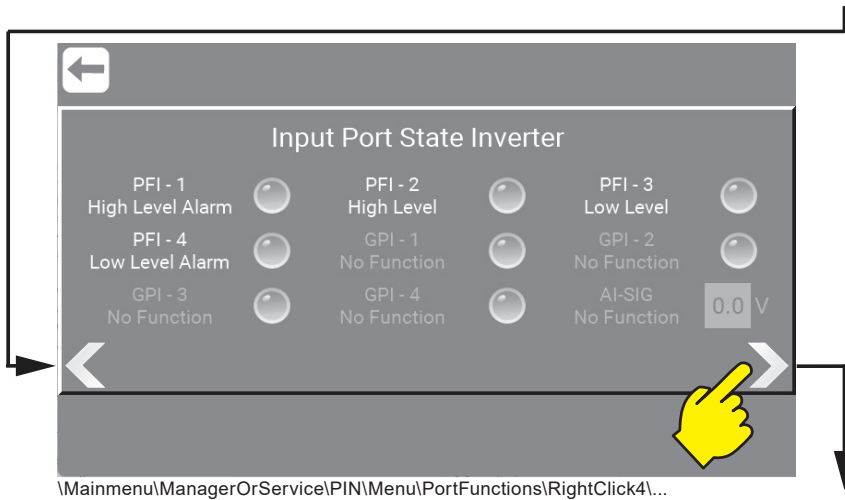 Input Port State Inverter
PFI - 1
High Level Alarm
PFI - 2
High Level
PFI - 3
Low Level
PFI - 4
Low Level Alarm
GPI - 1
No Function
GPI - 2
No Function
GPI - 3
No Function
GPI - 4
No Function
AI-SIG
No Function
0.0 V
\Mainmenu\ManagerOrService\PIN\Menu\PortFunctions\RightClick4\...